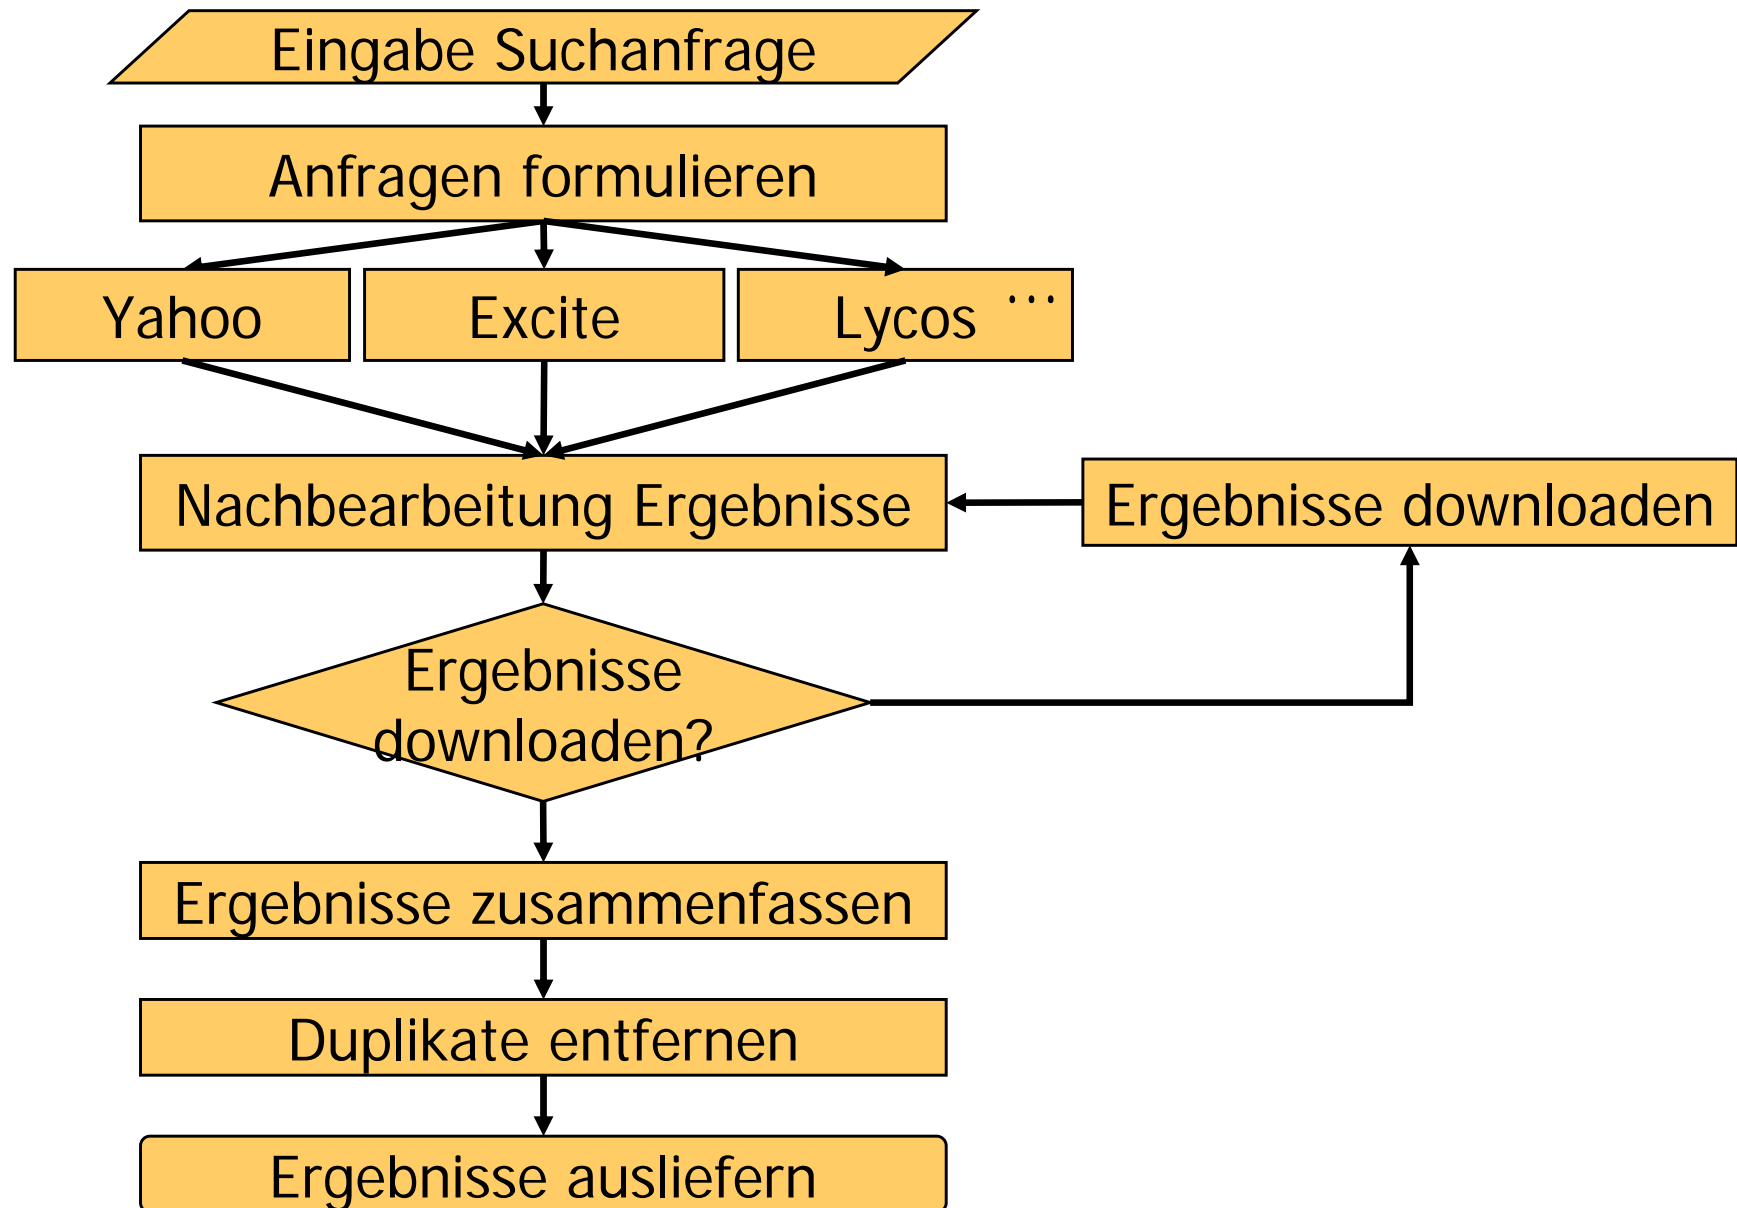 Eingabe Suchanfrage
Anfragen formulieren
Yahoo
Excite
Lycos ...
Nachbearbeitung Ergebnisse
Ergebnisse downloaden
Ergebnisse
downloaden?
Ergebnisse zusammenfassen
Duplikate entfernen
Ergebnisse ausliefern